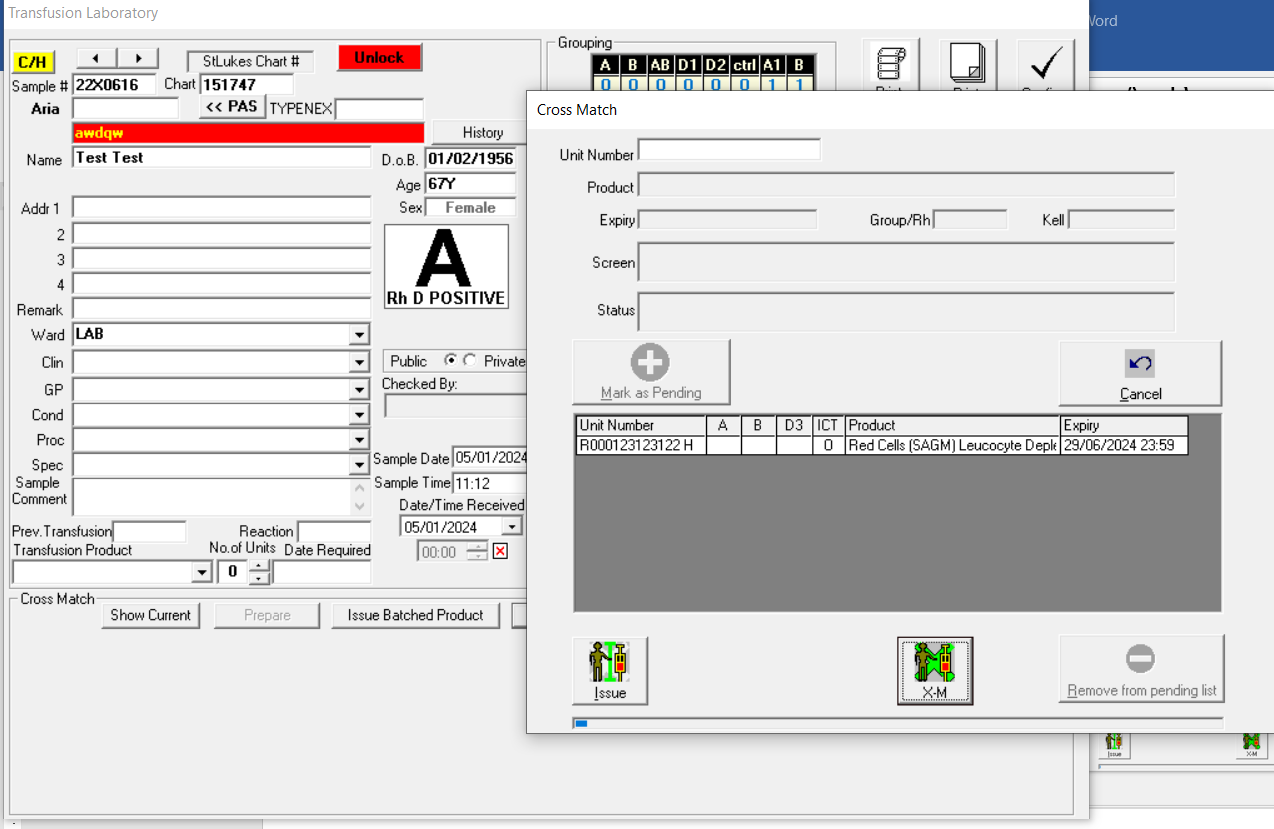 Transfusion Laboratory
Word
C/H
StLukes Chart #
Unlock
Sample # 22X0616 Chart 151747
Aria << PAS TYPENEX
awdqw
History
Name Test Test
D.o.B. 01/02/1956
Age 67Y
Sex Female
Addr 1
2
3
4
Remark
A
Rh D POSITIVE
Ward LAB
Clin
GP
Cond
Proc
Spec
Sample Comment
Public Private
Checked By:
Sample Date 05/01/2024
Sample Time 11:12
Date/Time Received
05/01/2024
00:00
Prev.Transfusion Reaction
Transfusion Product No.of Units Date Required
0
Cross Match
Show Current Prepare Issue Batched Product
Grouping
A B AB D1 D2 ctrl A1 B
0 0 0 0 0 0 1 1
Cross Match
Unit Number
Product
Expiry Group/Rh Kell
Screen
Status
Mark as Pending
Cancel
Unit Number A B D3 ICT Product Expiry
R000123123122 H O Red Cells (SAGM) Leucocyte Deple 29/06/2024 23:59
Issue
X-M
Remove from pending list
Issue
X-M